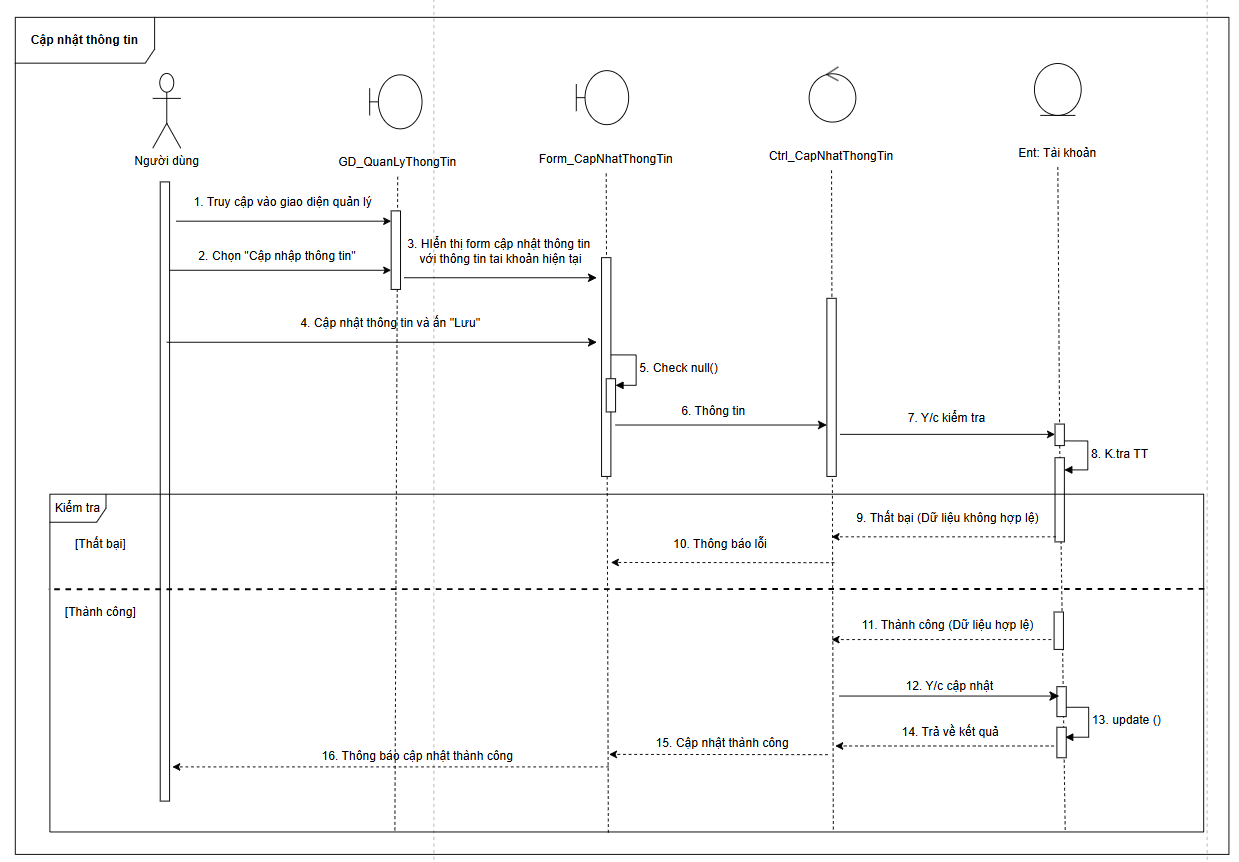 Cập nhật thông tin
Người dùng
GD_QuanLyThongTin
Form_CapNhatThongTin
Ctrl_CapNhatThongTin
Ent: Tài khoản
1. Truy cập vào giao diện quản lý
2. Chọn "Cập nhập thông tin"
3. HIển thị form cập nhật thông tin
với thông tin tai khoản hiện tại
4. Cập nhật thông tin và ấn "Lưu"
5. Check null()
6. Thông tin
7. Y/c kiểm tra
8. K.tra TT
Kiểm tra
[Thất bại]
9. Thất bại (Dữ liệu không hợp lệ)
10. Thông báo lỗi
[Thành công]
11. Thành công (Dữ liệu hợp lệ)
12. Y/c cập nhật
13. update ()
14. Trả về kết quả
15. Cập nhật thành công
16. Thông báo cập nhật thành công